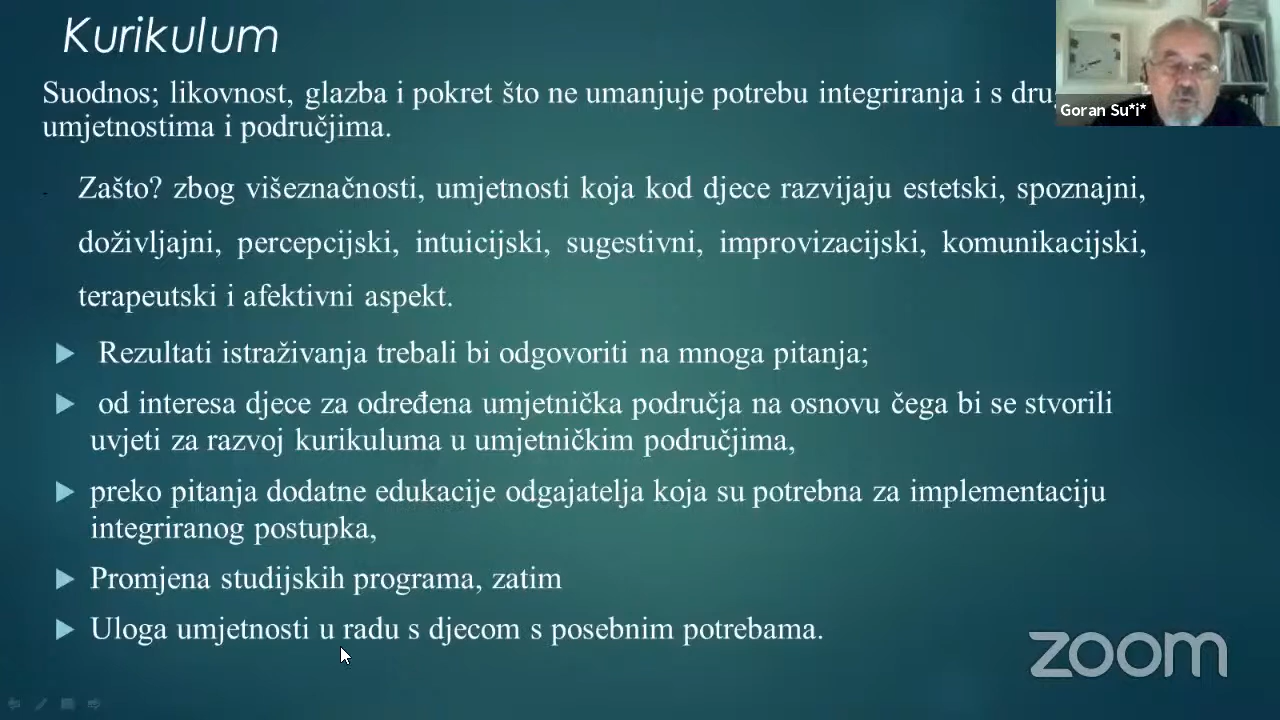 Kurikulum
Suodnos; likovnost, glazba i pokret što ne umanjuje potrebu integriranja i s
umjetnostima i područjima.
Goran Su*i*
- Zašto? zbog višeznačnosti, umjetnosti koja kod djece razvijaju estetski, spoznajni,
doživljajni, percepcijski, intuicijski, sugestivni, improvizacijski, komunikacijski,
terapeutski i afektivni aspekt.
Rezultati istraživanja trebali bi odgovoriti na mnoga pitanja;
od interesa djece za određena umjetnička područja na osnovu čega bi se stvorili
uvjeti za razvoj kurikuluma u umjetničkim područjima,
preko pitanja dodatne edukacije odgajatelja koja su potrebna za implementaciju
integriranog postupka,
Promjena studijskih programa, zatim
Uloga umjetnosti u radu s djecom s posebnim potrebama.
zoom